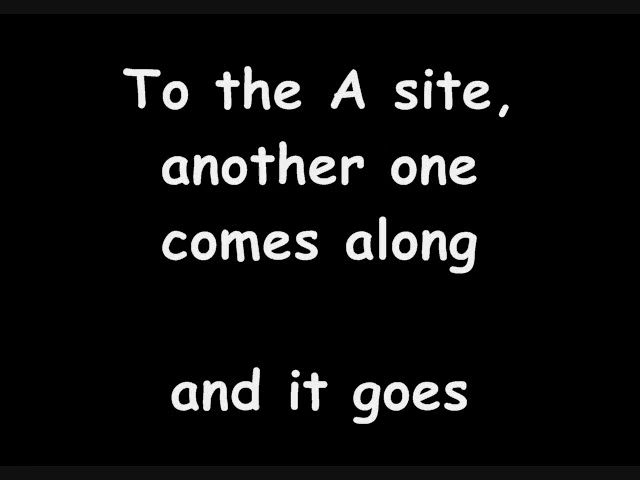 To the A site,
another one
comes along
and it goes